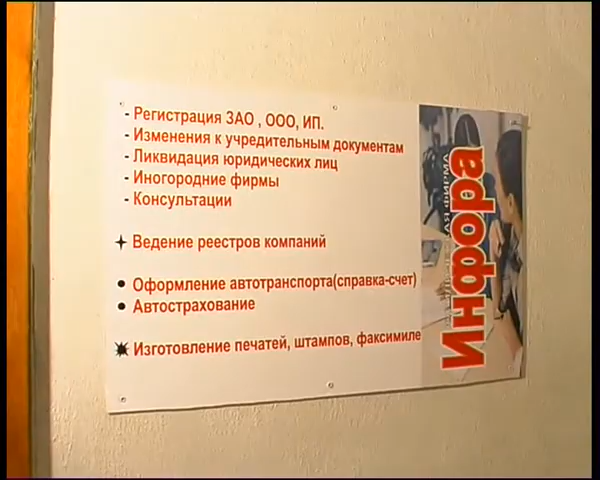 - Регистрация ЗАО , ООО, ИП.
- Изменения к учредительным документам
- Ликвидация юридических лиц
- Иногородние фирмы
- Консультации
Ведение реестров компаний
• Оформление автотранспорта(справка-счет)
• Автострахование
Изготовление печатей, штампов, факсимиле
ФИРМА
Инфора